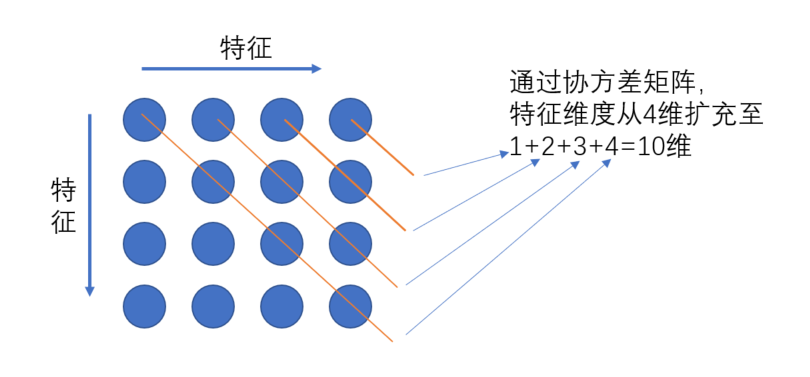 特征
特
征
通过协方差矩阵，
特征维度从4维扩充至
1+2+3+4=10维